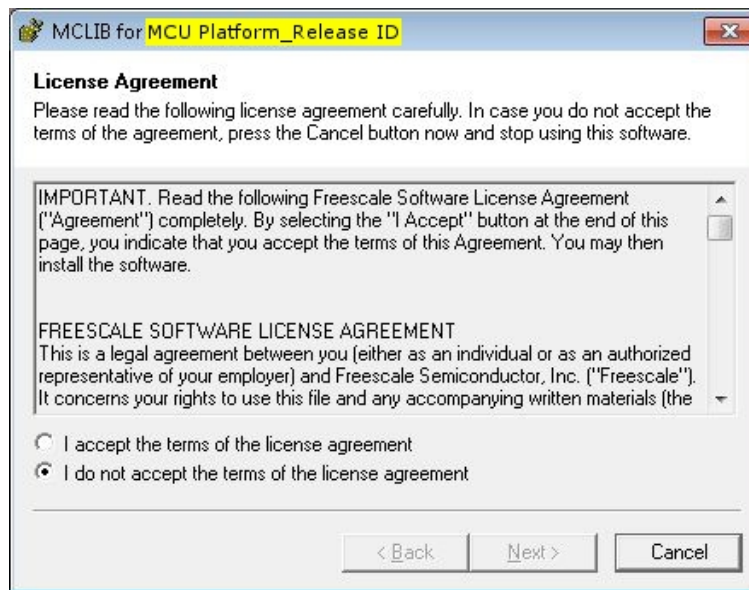 MCLIB for MCU Platform_Release ID
License Agreement
Please read the following license agreement carefully. In case you do not accept the
terms of the agreement, press the Cancel button now and stop using this software.
IMPORTANT. Read the following Freescale Software License Agreement
("Agreement") completely. By selecting the "I Accept" button at the end of this
page, you indicate that you accept the terms of this Agreement. You may then
install the software.
FREESCALE SOFTWARE LICENSE AGREEMENT
This is a legal agreement between you (either as an individual or as an authorized
representative of your employer) and Freescale Semiconductor, Inc. ("Freescale").
It concerns your rights to use this file and any accompanying written materials (the
I accept the terms of the license agreement
I do not accept the terms of the license agreement
< Back
Next >
Cancel